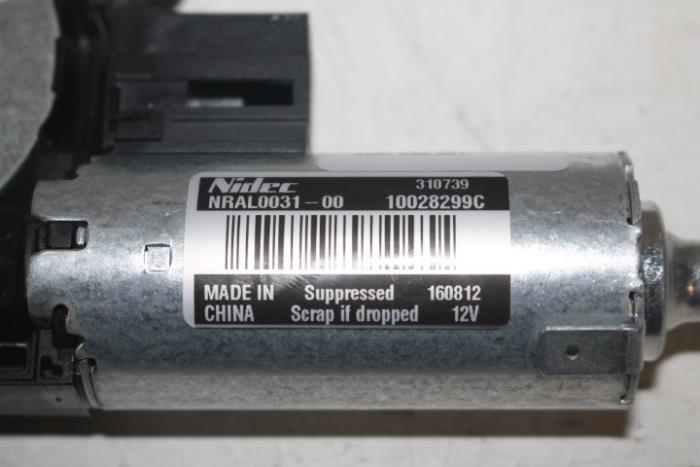 Nidec 310739
NRAL0031-00 10028299C
MADE IN Suppressed 160812
CHINA Scrap if dropped 12V